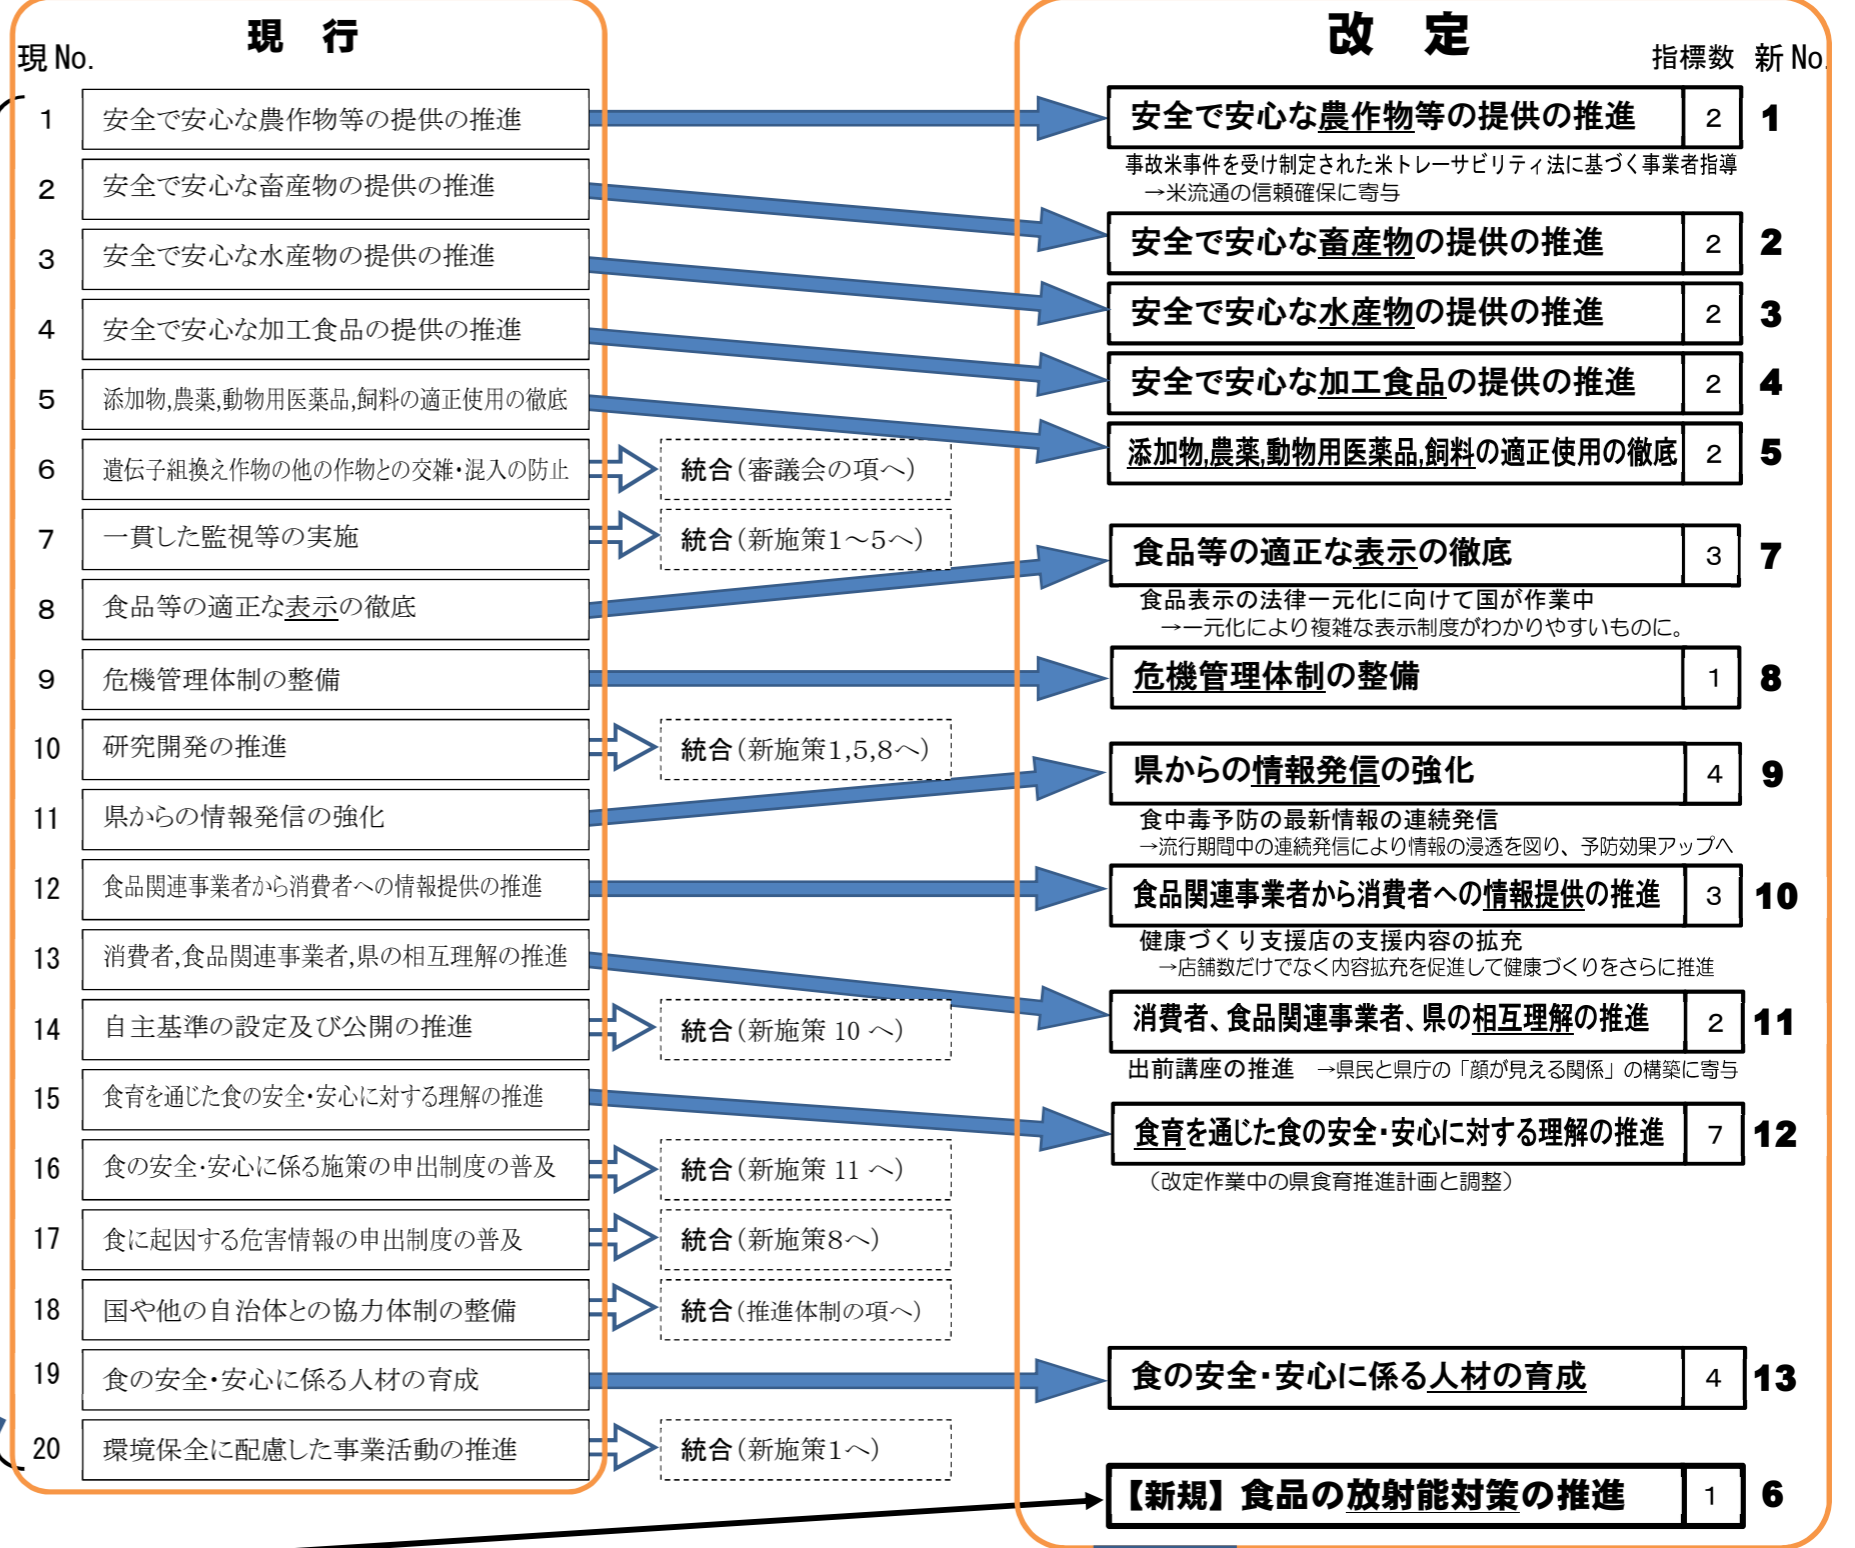 現　行
現No.
1 安全で安心な農作物等の提供の推進
2 安全で安心な畜産物の提供の推進
3 安全で安心な水産物の提供の推進
4 安全で安心な加工食品の提供の推進
5 添加物,農薬,動物用医薬品,飼料の適正使用の徹底
6 遺伝子組換え作物の他の作物との交雑・混入の防止
統合(審議会の項へ)
7 一貫した監視等の実施
統合(新施策1～5へ)
8 食品等の適正な表示の徹底
9 危機管理体制の整備
10 研究開発の推進
統合(新施策1,5,8へ)
11 県からの情報発信の強化
12 食品関連事業者から消費者への情報提供の推進
13 消費者,食品関連事業者,県の相互理解の推進
14 自主基準の設定及び公開の推進
統合(新施策 10 へ)
15 食育を通じた食の安全・安心に対する理解の推進
16 食の安全・安心に係る施策の申出制度の普及
統合(新施策 11 へ)
17 食に起因する危害情報の申出制度の普及
統合(新施策8へ)
18 国や他の自治体との協力体制の整備
統合(推進体制の項へ)
19 食の安全・安心に係る人材の育成
20 環境保全に配慮した事業活動の推進
統合(新施策1へ)
改　定
指標数 新No.
安全で安心な農作物等の提供の推進 2 1
事故米事件を受け制定された米トレーサビリティ法に基づく事業者指導
→米流通の信頼確保に寄与
安全で安心な畜産物の提供の推進 2 2
安全で安心な水産物の提供の推進 2 3
安全で安心な加工食品の提供の推進 2 4
添加物,農薬,動物用医薬品,飼料の適正使用の徹底 2 5
食品等の適正な表示の徹底 3 7
食品表示の法律一元化に向けて国が作業中
→一元化により複雑な表示制度がわかりやすいものに。
危機管理体制の整備 1 8
県からの情報発信の強化 4 9
食中毒予防の最新情報の連続発信
→流行期間中の連続発信により情報の浸透を図り、予防効果アップへ
食品関連事業者から消費者への情報提供の推進 3 10
健康づくり支援店の支援内容の拡充
→店舗数だけでなく内容拡充を促進して健康づくりをさらに推進
消費者、食品関連事業者、県の相互理解の推進 2 11
出前講座の推進　→県民と県庁の「顔が見える関係」の構築に寄与
食育を通じた食の安全・安心に対する理解の推進 7 12
（改定作業中の県食育推進計画と調整）
食の安全・安心に係る人材の育成 4 13
【新規】食品の放射能対策の推進 1 6